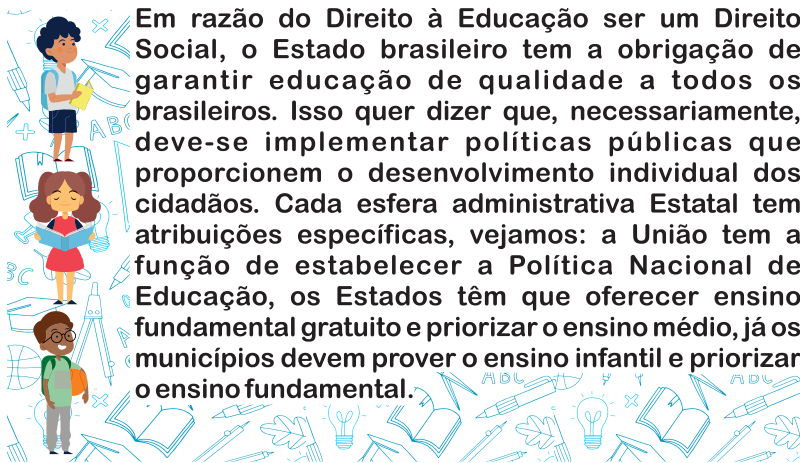 Em razão do Direito à Educação ser um Direito
Social, o Estado brasileiro tem a obrigação de
garantir educação de qualidade a todos os
brasileiros. Isso quer dizer que, necessariamente,
deve-se implementar políticas públicas que
proporcionem o desenvolvimento individual dos
cidadãos. Cada esfera administrativa Estatal tem
atribuições específicas, vejamos: a União tem a
função de estabelecer a Política Nacional de
Educação, os Estados têm que oferecer ensino
fundamental gratuito e priorizar o ensino médio, já os
municípios devem prover o ensino infantil e priorizar
o ensino fundamental.
ABC
ABC